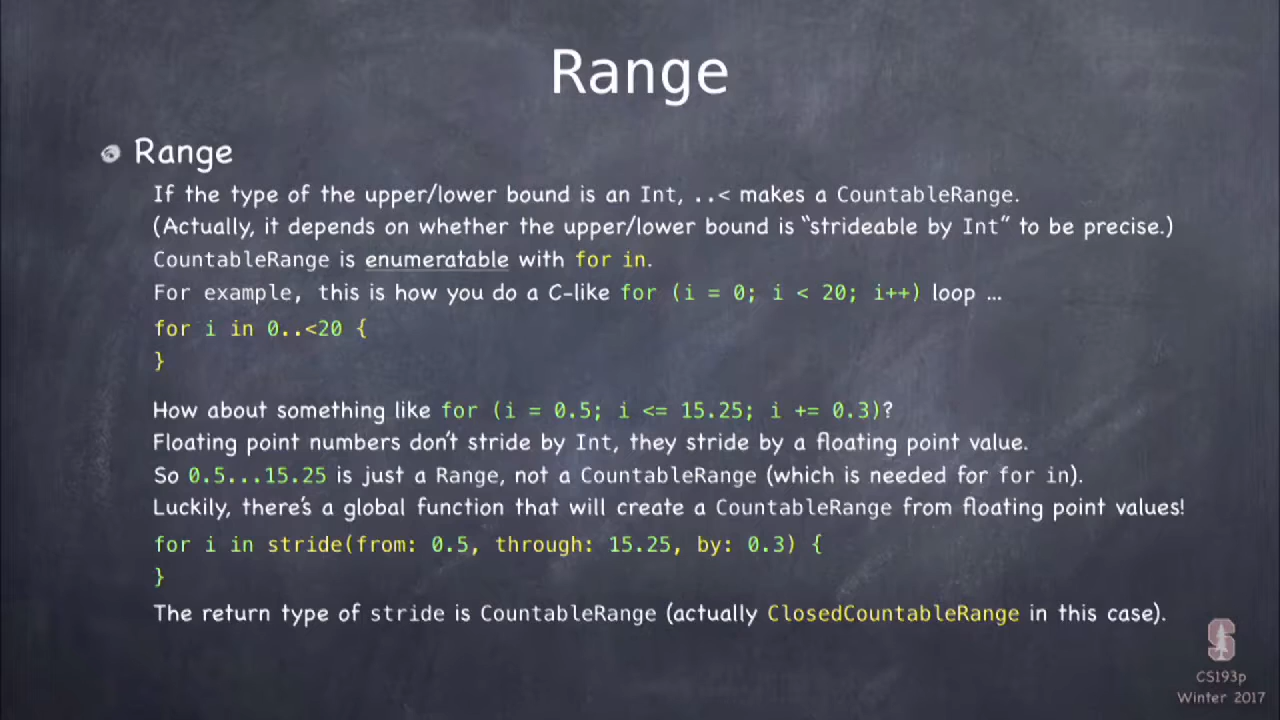 Range
Range
If the type of the upper/lower bound is an Int, ..< makes a CountableRange.
(Actually, it depends on whether the upper/lower bound is “strideable by Int” to be precise.)
CountableRange is enumeratable with for in.
For example, this is how you do a C-like for (i = 0; i < 20; i++) loop ...
for i in 0..<20 {
}
How about something like for (i = 0.5; i <= 15.25; i += 0.3)?
Floating point numbers don’t stride by Int, they stride by a floating point value.
So 0.5...15.25 is just a Range, not a CountableRange (which is needed for for in).
Luckily, there’s a global function that will create a CountableRange from floating point values!
for i in stride(from: 0.5, through: 15.25, by: 0.3) {
}
The return type of stride is CountableRange (actually ClosedCountableRange in this case).
CS193p
Winter 2017